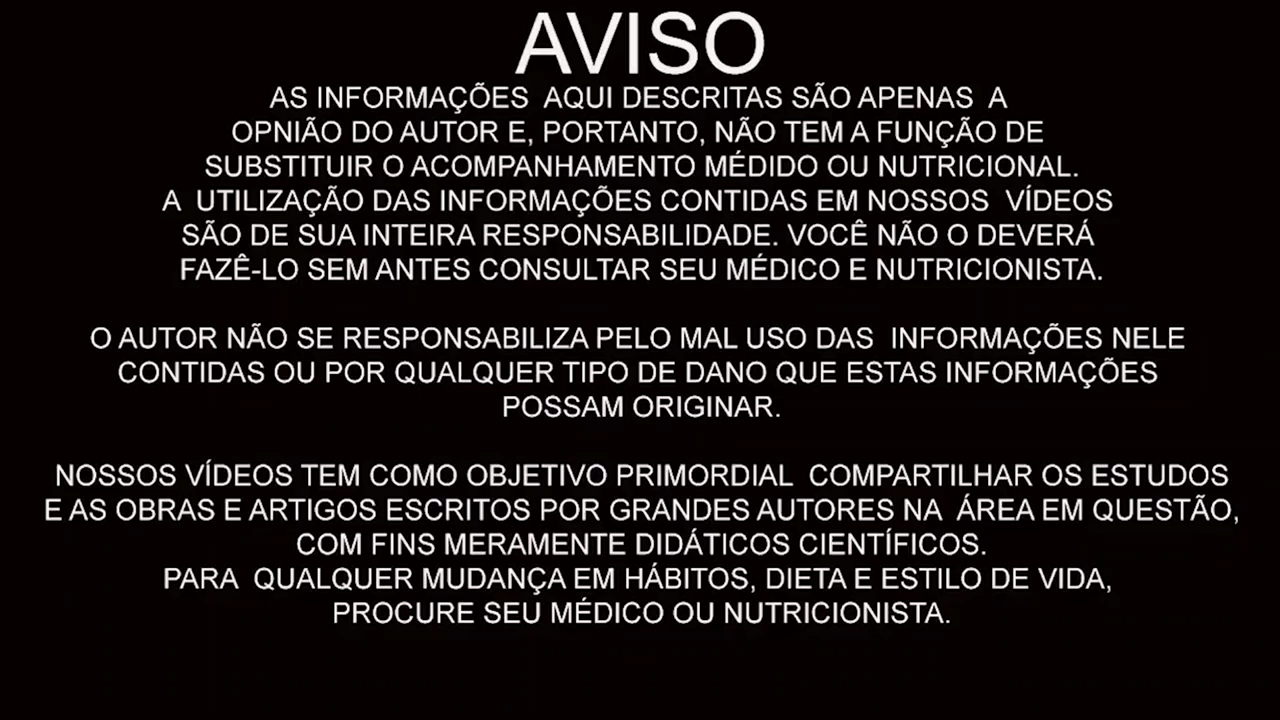 AVISO
AS INFORMAÇÕES AQUI DESCRITAS SÃO APENAS A
OPNIÃO DO AUTOR E, PORTANTO, NÃO TEM A FUNÇÃO DE
SUBSTITUIR O ACOMPANHAMENTO MÉDIDO OU NUTRICIONAL.
A UTILIZAÇÃO DAS INFORMAÇÕES CONTIDAS EM NOSSOS VÍDEOS
SÃO DE SUA INTEIRA RESPONSABILIDADE. VOCÊ NÃO O DEVERÁ
FAZÊ-LO SEM ANTES CONSULTAR SEU MÉDICO E NUTRICIONISTA.
O AUTOR NÃO SE RESPONSABILIZA PELO MAL USO DAS INFORMAÇÕES NELE
CONTIDAS OU POR QUALQUER TIPO DE DANO QUE ESTAS INFORMAÇÕES
POSSAM ORIGINAR.
NOSSOS VÍDEOS TEM COMO OBJETIVO PRIMORDIAL COMPARTILHAR OS ESTUDOS
E AS OBRAS E ARTIGOS ESCRITOS POR GRANDES AUTORES NA ÁREA EM QUESTÃO,
COM FINS MERAMENTE DIDÁTICOS CIENTÍFICOS.
PARA QUALQUER MUDANÇA EM HÁBITOS, DIETA E ESTILO DE VIDA,
PROCURE SEU MÉDICO OU NUTRICIONISTA.